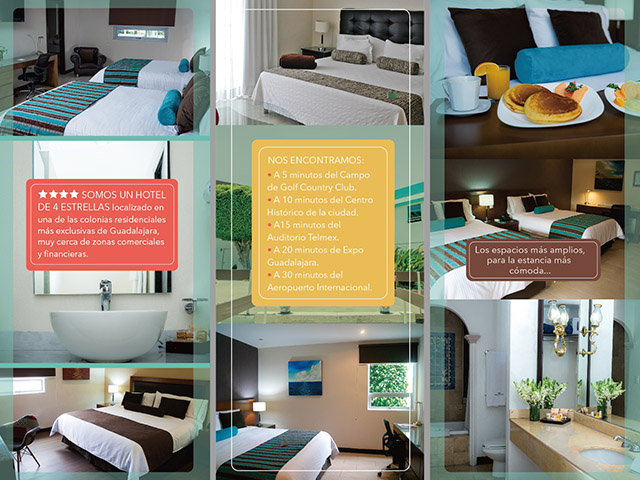 ★★★★ SOMOS UN HOTEL
DE 4 ESTRELLAS localizado en
una de las colonias residenciales
más exclusivas de Guadalajara,
muy cerca de zonas comerciales
y financieras.
NOS ENCONTRAMOS:
• A 5 minutos del Campo
de Golf Country Club.
• A 10 minutos del Centro
Histórico de la ciudad.
• A15 minutos del
Auditorio Telmex.
• A 20 minutos de Expo
Guadalajara.
• A 30 minutos del
Aeropuerto Internacional.
Los espacios más amplios,
para la estancia más
cómoda...